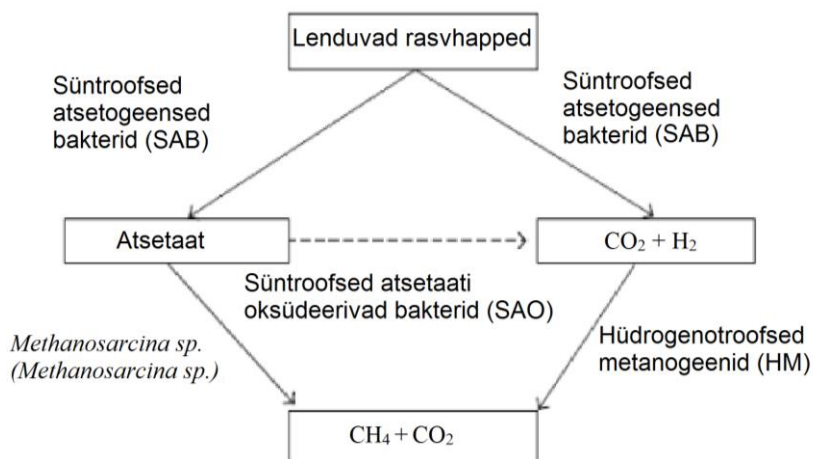 Lenduvad rasvhapped
Süntroofsed
atsetogeensed
bakterid (SAB)
Süntroofsed
atsetogeensed
bakterid (SAB)
Atsetaat
CO₂ + H₂
Süntroofsed atsetaati
oksüdeerivad bakterid (SAO)
Methanosarcina sp.
(Methanosarcina sp.)
Hüdrogenotroofsed
metanogeenid (HM)
CH₄ + CO₂